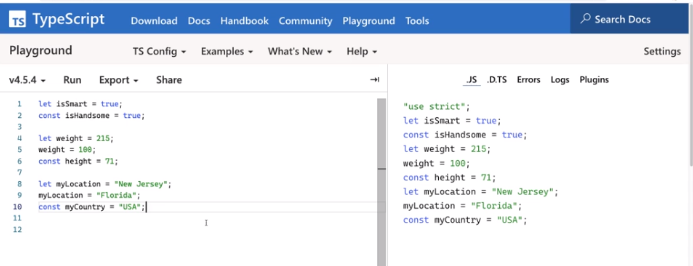 TS TypeScript Download Docs Handbook Community Playground Tools Search Docs
Playground TS Config Examples What's New Help Settings
v4.5.4 Run Export Share
.JS .D.TS Errors Logs Plugins
1 let isSmart = true;
2 const isHandsome = true;
3
4 let weight = 215;
5 weight = 100;
6 const height = 71;
7
8 let myLocation = "New Jersey";
9 myLocation = "Florida";
10 const myCountry = "USA";
11
12
"use strict";
let isSmart = true;
const isHandsome = true;
let weight = 215;
weight = 100;
const height = 71;
let myLocation = "New Jersey";
myLocation = "Florida";
const myCountry = "USA";